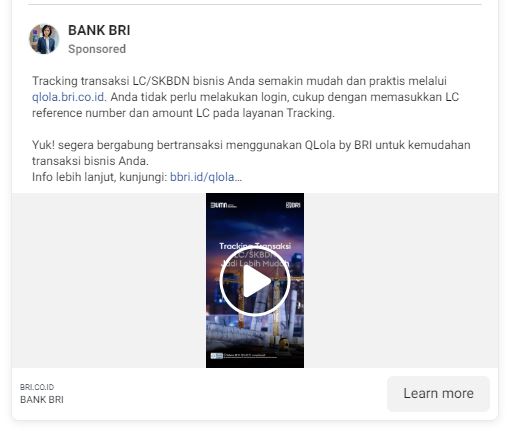 BANK BRI
Sponsored
Tracking transaksi LC/SKBDN bisnis Anda semakin mudah dan praktis melalui
qlola.bri.co.id. Anda tidak perlu melakukan login, cukup dengan memasukkan LC
reference number dan amount LC pada layanan Tracking.
Yuk! segera bergabung bertransaksi menggunakan QLola by BRI untuk kemudahan
transaksi bisnis Anda.
Info lebih lanjut, kunjungi: bbri.id/qlola…
BRI
Tracking Transaksi
LC/SKBDN
Jadi Lebih Mudah
BRI.CO.ID
BANK BRI
Learn more